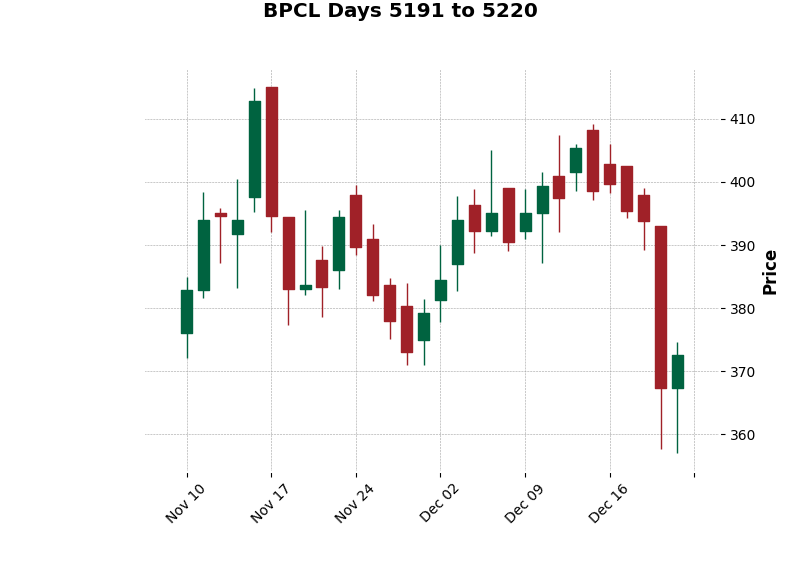 BPCL Days 5191 to 5220
410
400
390
380
370
360
Price
Nov 10
Nov 17
Nov 24
Dec 02
Dec 09
Dec 16